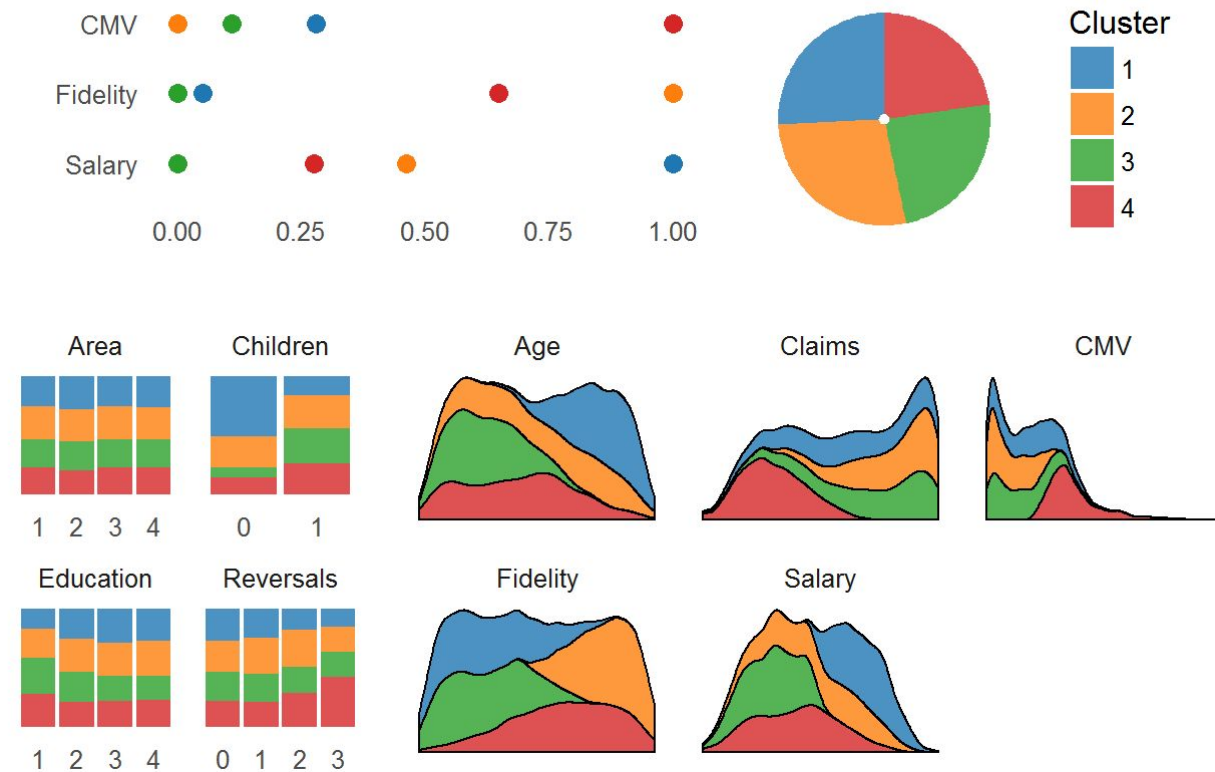 CMV
Fidelity
Salary
0.00 0.25 0.50 0.75 1.00
Cluster
1
2
3
4
Area Children Age Claims CMV
1 2 3 4 0 1
Education Reversals Fidelity Salary
1 2 3 4 0 1 2 3